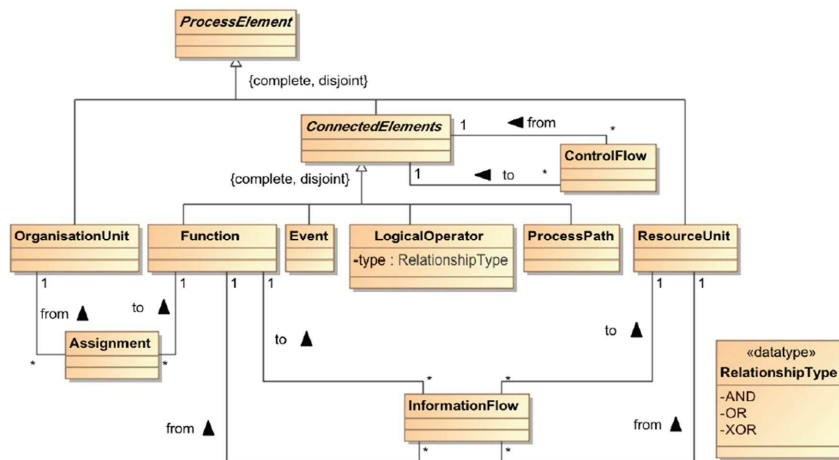 ProcessElement
{complete, disjoint}
ConnectedElements
1
from
*
ControlFlow
1
to
*
{complete, disjoint}
OrganisationUnit
Function
Event
LogicalOperator
-type : RelationshipType
ProcessPath
ResourceUnit
1
1
1
1
1
1
from
to
to
to
Assignment
*
*
«datatype»
RelationshipType
-AND
-OR
-XOR
*
*
InformationFlow
from
from
*
*